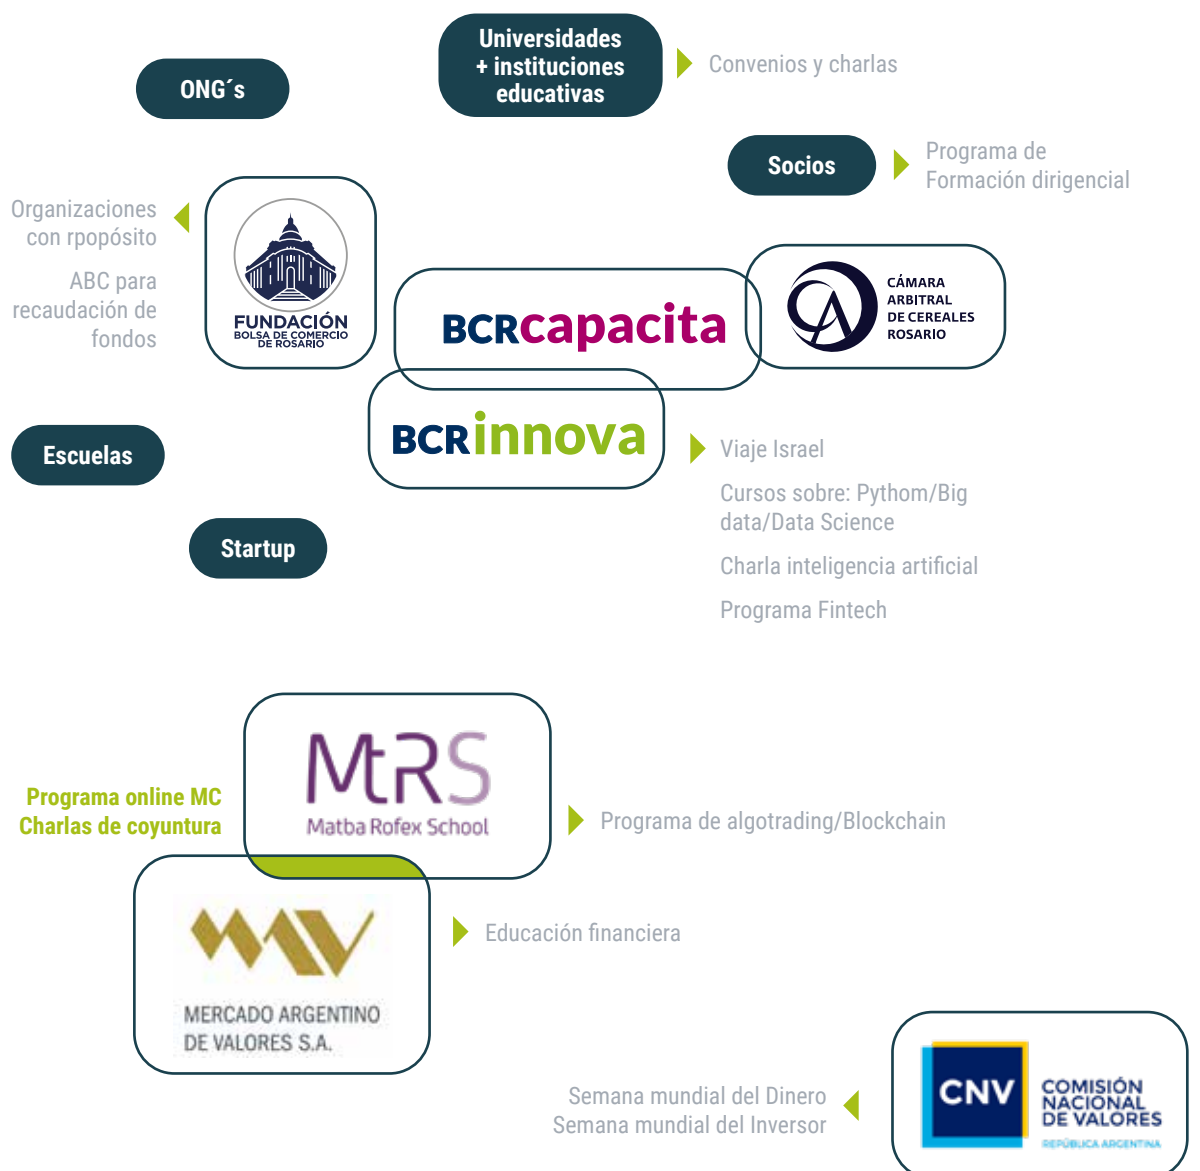 Universidades
+ instituciones
educativas
Convenios y charlas
ONG´s
Socios
Programa de
Formación dirigencial
Organizaciones
con rpopósito
ABC para
recaudación de
fondos
FUNDACIÓN
BOLSA DE COMERCIO
DE ROSARIO
BCRcapacita
CÁMARA
ARBITRAL
DE CEREALES
ROSARIO
BCRinnova
Escuelas
Viaje Israel
Cursos sobre: Pythom/Big
data/Data Science
Charla inteligencia artificial
Programa Fintech
Startup
MtRS
Matba Rofex School
Programa online MC
Charlas de coyuntura
Programa de algotrading/Blockchain
MERCADO ARGENTINO
DE VALORES S.A.
Educación financiera
Semana mundial del Dinero
Semana mundial del Inversor
CNV
COMISIÓN
NACIONAL
DE VALORES
REPÚBLICA ARGENTINA